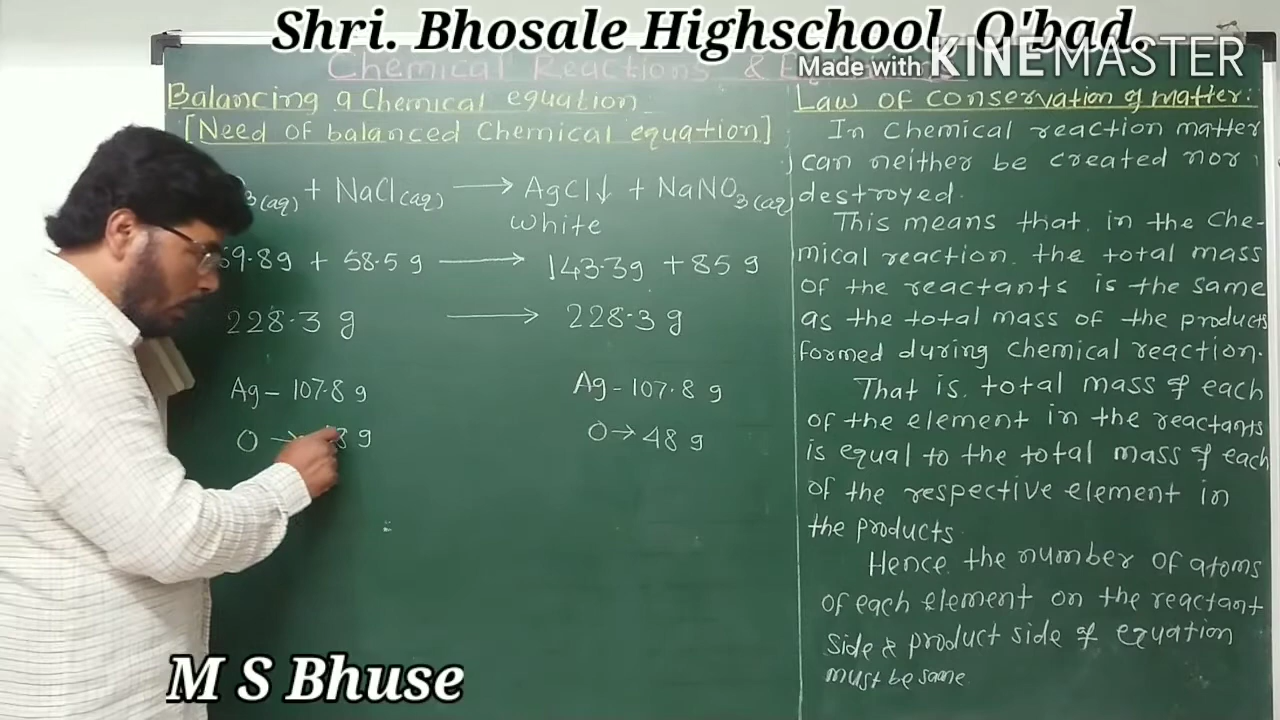 Shri. Bhosale Highschool, O'bad
Made with KINEMASTER
Chemical Reactions &
Balancing a Chemical equation
[Need of balanced Chemical equation]
3(aq) + NaCl(aq) → AgCl↓ + NaNO3(aq)
White
69.8g + 58.5 g → 143.3g + 85 g
228.3 g → 228.3 g
Ag – 107.8 g Ag – 107.8 g
O → 48 g O → 48 g
Law of conservation of matter:
In Chemical reaction matter
can neither be created nor
destroyed.
This means that, in the che-
mical reaction, the total mass
of the reactants is the same
as the total mass of the products
formed during chemical reaction.
That is, total mass of each
of the element in the reactants
is equal to the total mass of each
of the respective element in
the products.
Hence the number of atoms
of each element on the reactant
side & product side of equation
must be same.
M S Bhuse